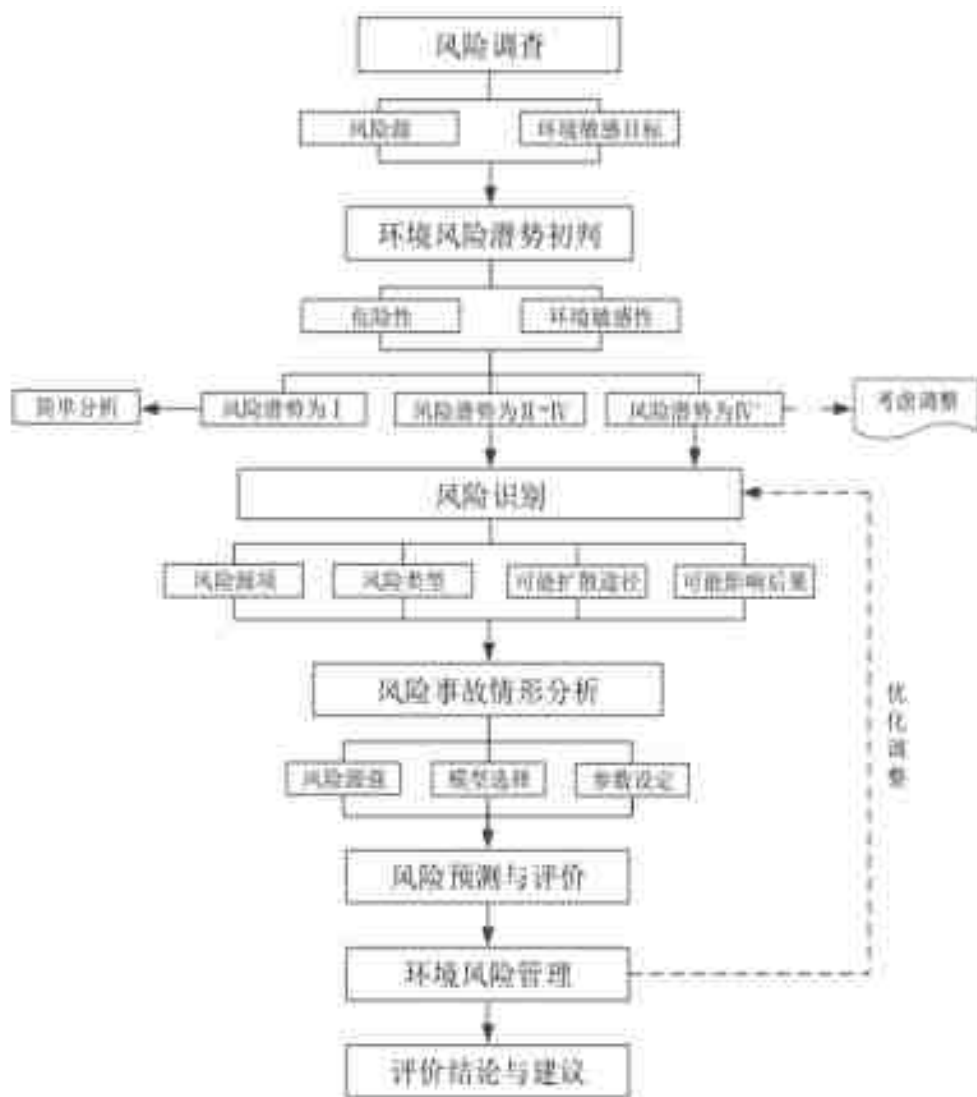 风险调查
风险源
环境敏感目标
环境风险潜势初判
危险性
环境敏感性
简单分析
风险潜势为Ⅰ
风险潜势为Ⅱ~Ⅳ
风险潜势为Ⅳ⁺
考虑调整
风险识别
风险源项
风险类型
可能扩散途径
可能影响后果
风险事故情形分析
风险源强
模型选择
参数设定
优化调整
风险预测与评价
环境风险管理
评价结论与建议